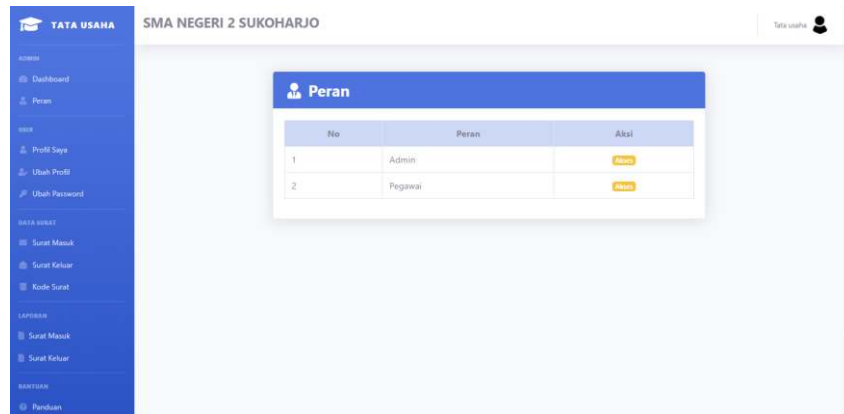 TATA USAHA
SMA NEGERI 2 SUKOHARJO
Tata usaha
ADMIN
Dashboard
Peran
USER
Profil Saya
Ubah Profil
Ubah Password
DATA SURAT
Surat Masuk
Surat Keluar
Kode Surat
LAPORAN
Surat Masuk
Surat Keluar
BANTUAN
Panduan
Peran
No Peran Aksi
1 Admin Akses
2 Pegawai Akses